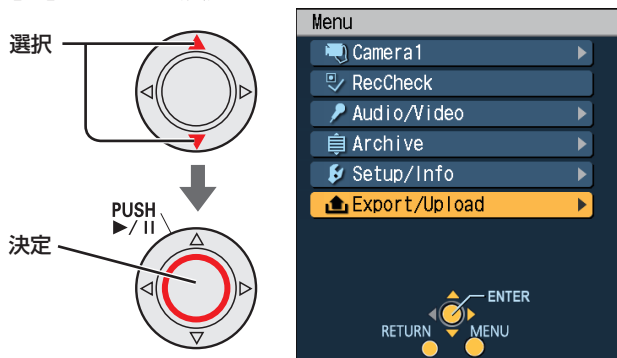 選択
PUSH
▶/II
決定
Menu
Camera1
RecCheck
Audio/Video
Archive
Setup/Info
Export/Upload
ENTER
RETURN
MENU